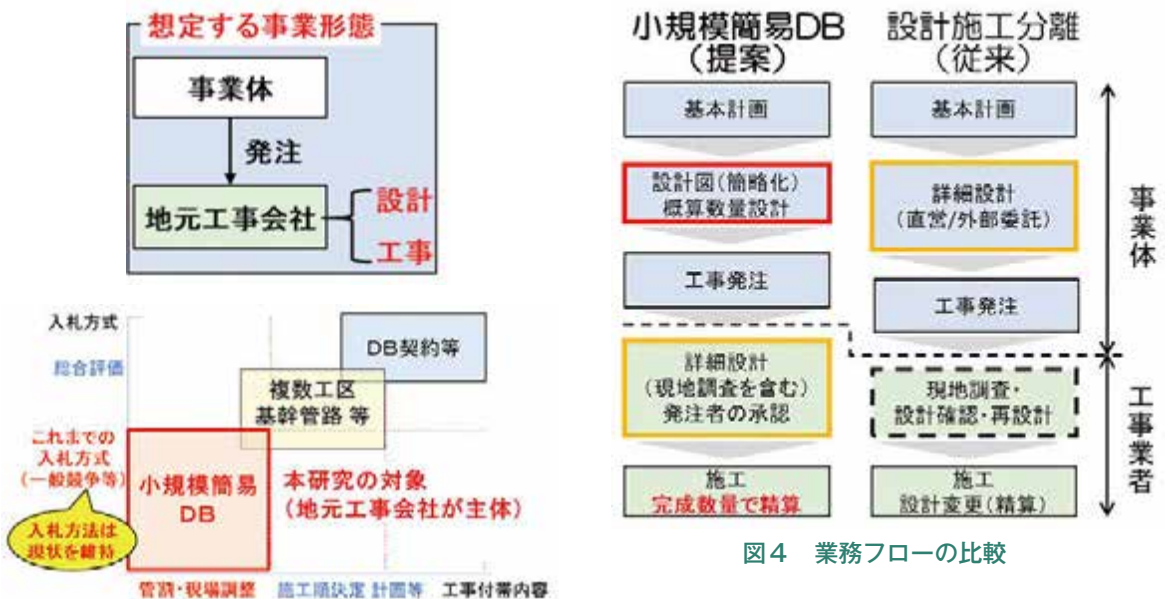 想定する事業形態
事業体
発注
地元工事会社
設計
工事
入札方式
総合評価
これまでの
入札方式
(一般競争等)
入札方法は
現状を維持
DB契約等
複数工区
基幹管路 等
小規模簡易
DB
本研究の対象
(地元工事会社が主体)
管割・現場調整
施工順決定 計画等
工事付帯内容
小規模簡易DB
(提案)
設計施工分離
(従来)
基本計画
設計図(簡略化)
概算数量設計
工事発注
詳細設計
(現地調査を含む)
発注者の承認
施工
完成数量で精算
基本計画
詳細設計
(直営/外部委託)
工事発注
現地調査・
設計確認・再設計
施工
設計変更(精算)
事業体
工事業者
図4 業務フローの比較